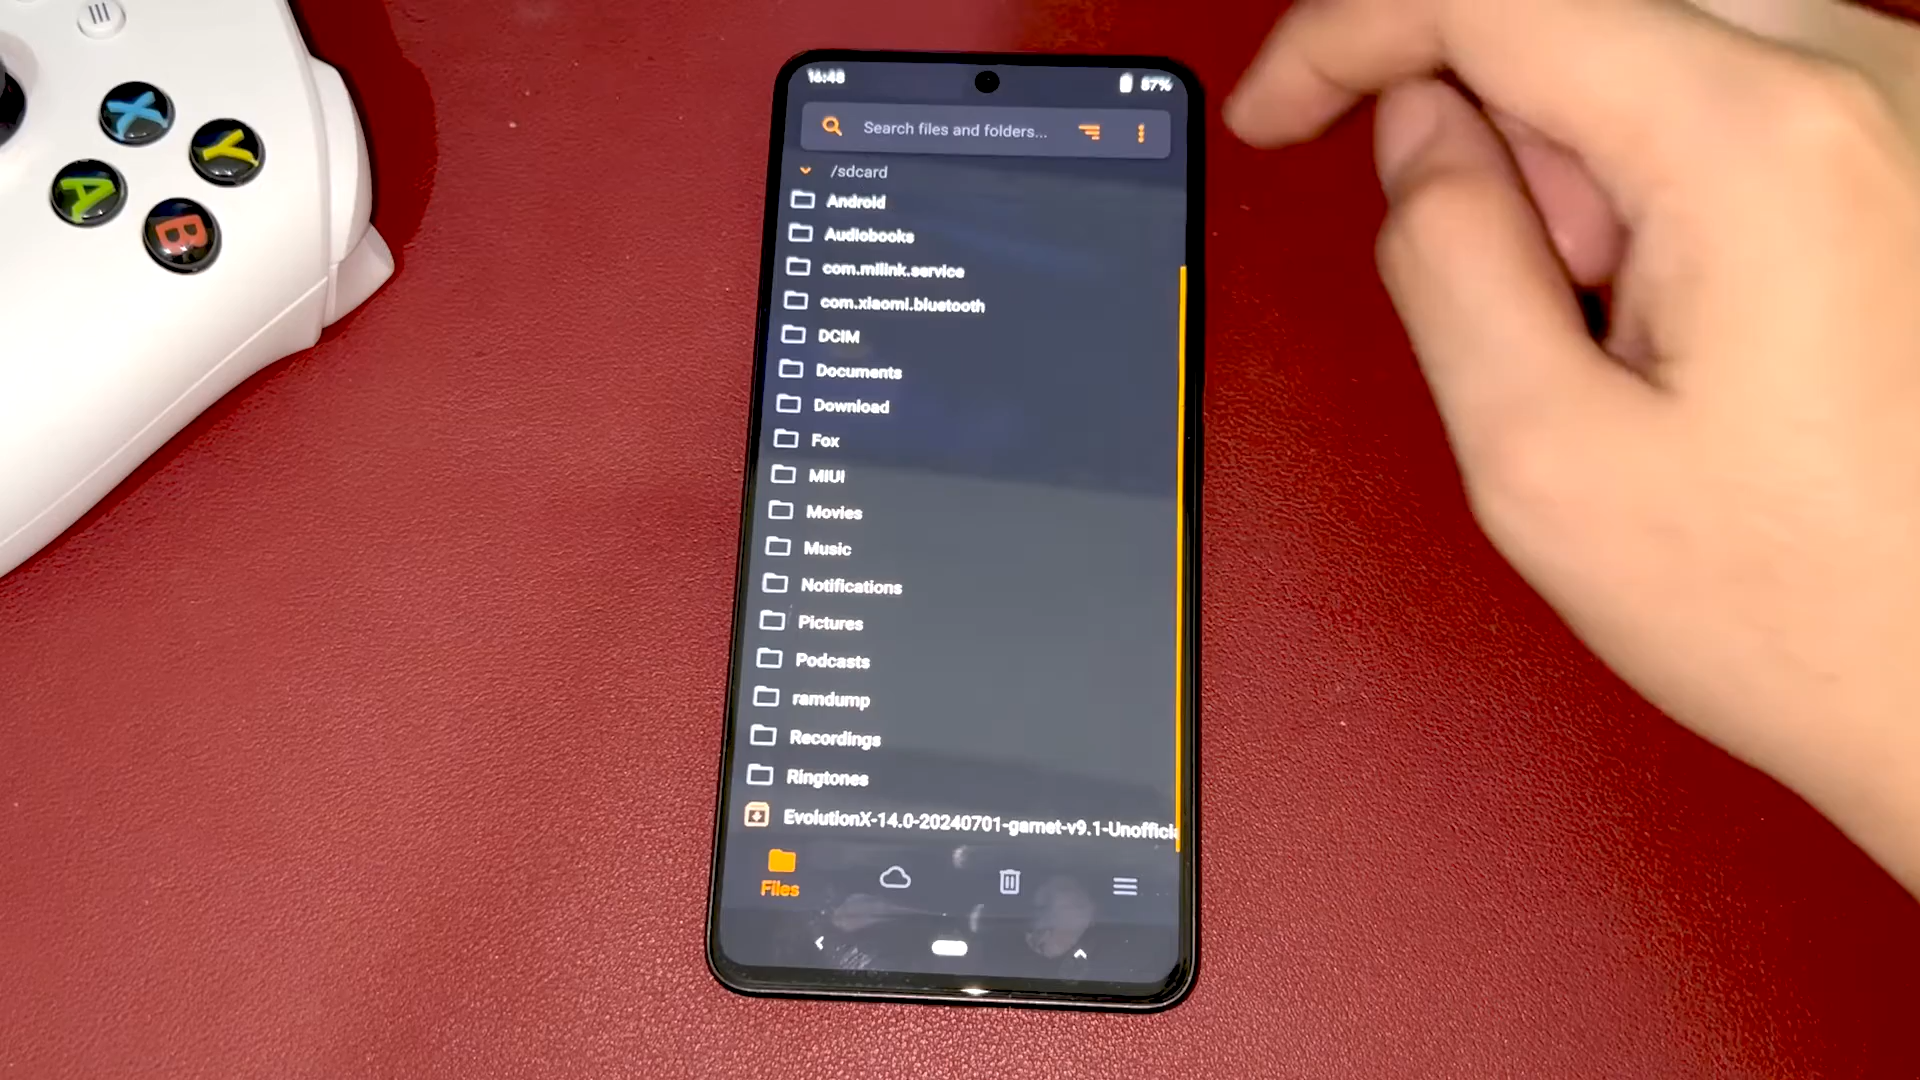 X
Y
A
B
16:48
87%
Search files and folders...
/sdcard
Android
Audiobooks
com.milink.service
com.xiaomi.bluetooth
DCIM
Documents
Download
Fox
MIUI
Movies
Music
Notifications
Pictures
Podcasts
ramdump
Recordings
Ringtones
EvolutionX-14.0-20240701-garnet-v9.1-Unofficia
Files